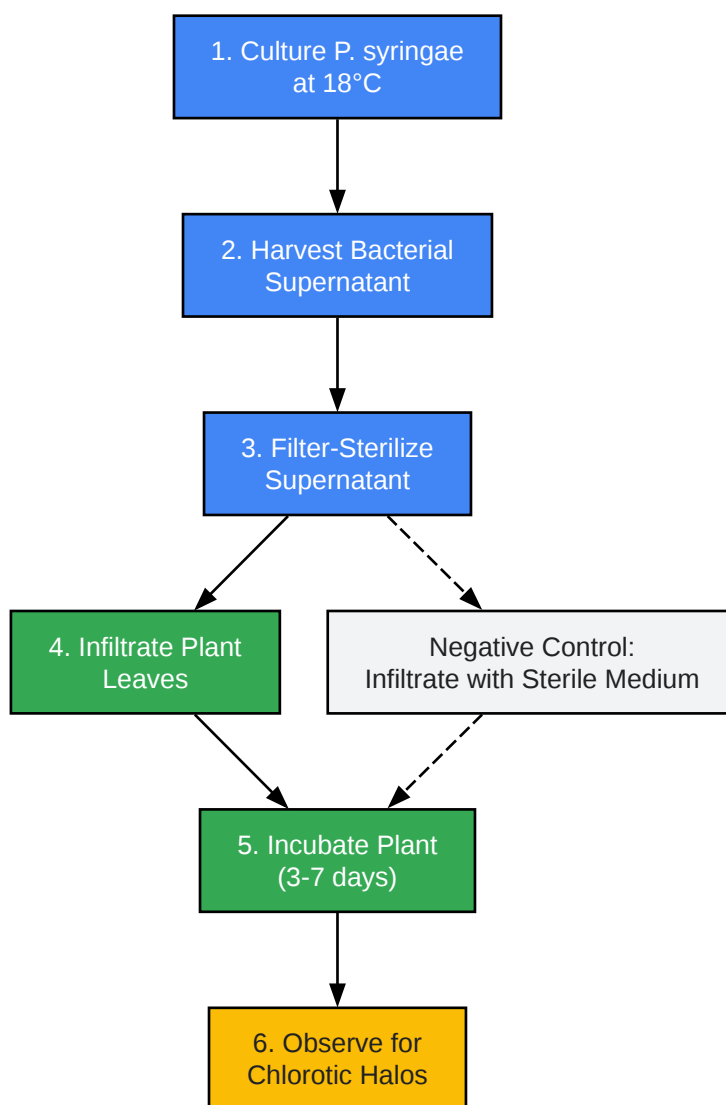 1. Culture P. syringae
at 18°C
2. Harvest Bacterial
Supernatant
3. Filter-Sterilize
Supernatant
4. Infiltrate Plant
Leaves
Negative Control:
Infiltrate with Sterile Medium
5. Incubate Plant
(3-7 days)
6. Observe for
Chlorotic Halos